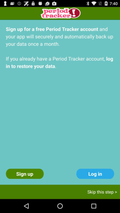 7:40
period
tracker
Sign up for a free Period Tracker account and
your app will securely and automatically back up
your data once a month.
If you already have a Period Tracker account, log
in to restore your data.
Sign up
Log in
Skip this step >